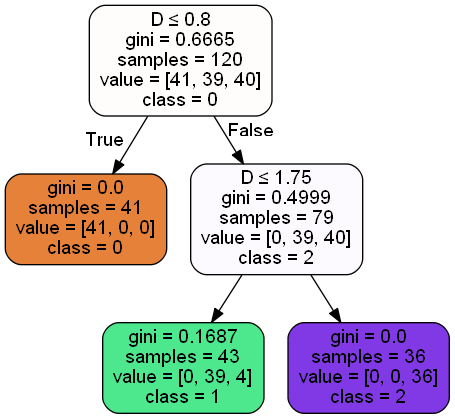 D ≤ 0.8
gini = 0.6665
samples = 120
value = [41, 39, 40]
class = 0
True
False
gini = 0.0
samples = 41
value = [41, 0, 0]
class = 0
D ≤ 1.75
gini = 0.4999
samples = 79
value = [0, 39, 40]
class = 2
gini = 0.1687
samples = 43
value = [0, 39, 4]
class = 1
gini = 0.0
samples = 36
value = [0, 0, 36]
class = 2